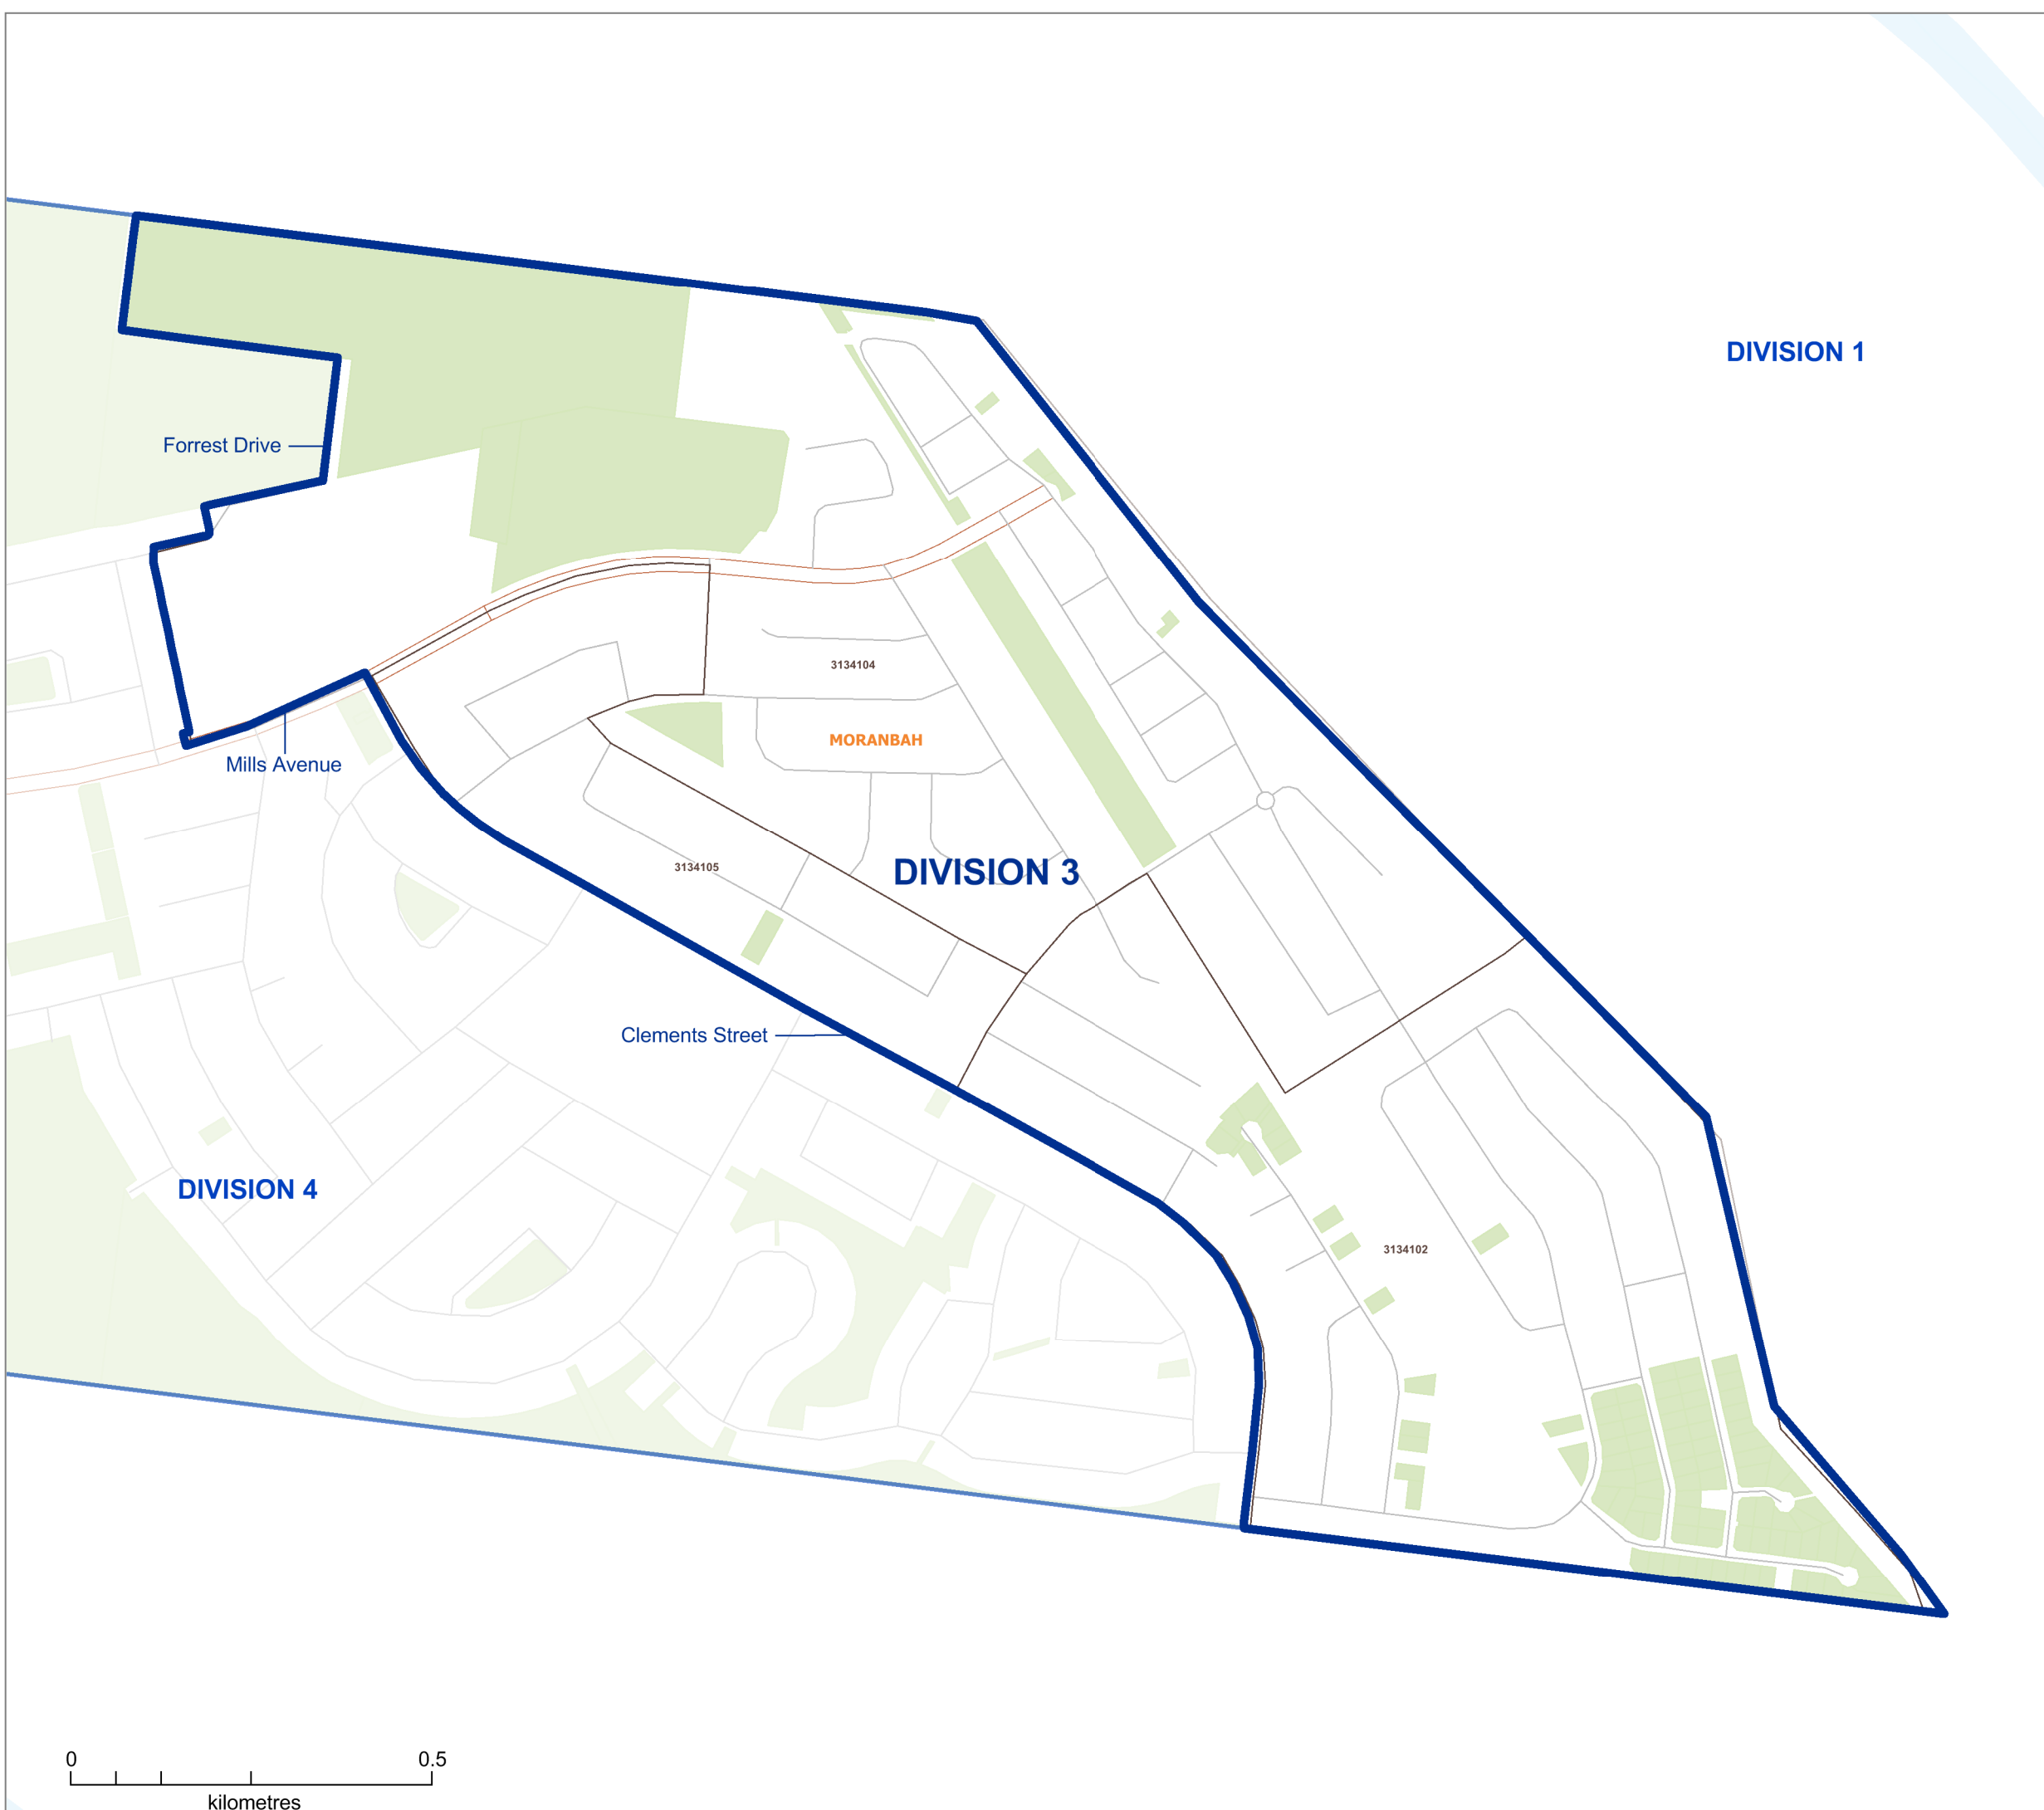 DIVISION 1
Forrest Drive
3134104
MORANBAH
Mills Avenue
3134105
DIVISION 3
Clements Street
DIVISION 4
3134102
0 0.5
kilometres